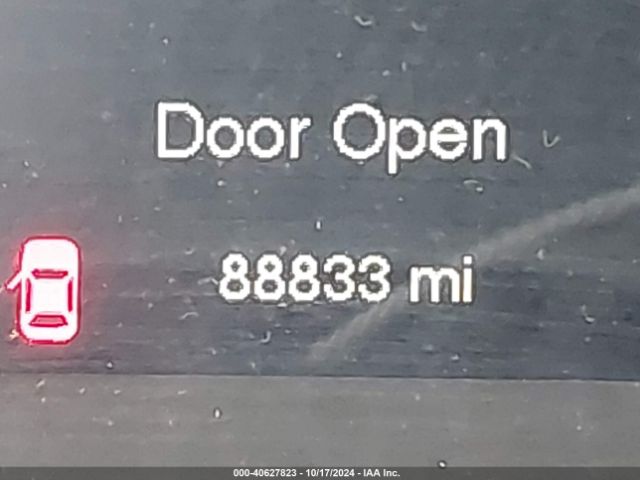 Door Open
88833 mi
000-40627823 - 10/17/2024 - IAA Inc.